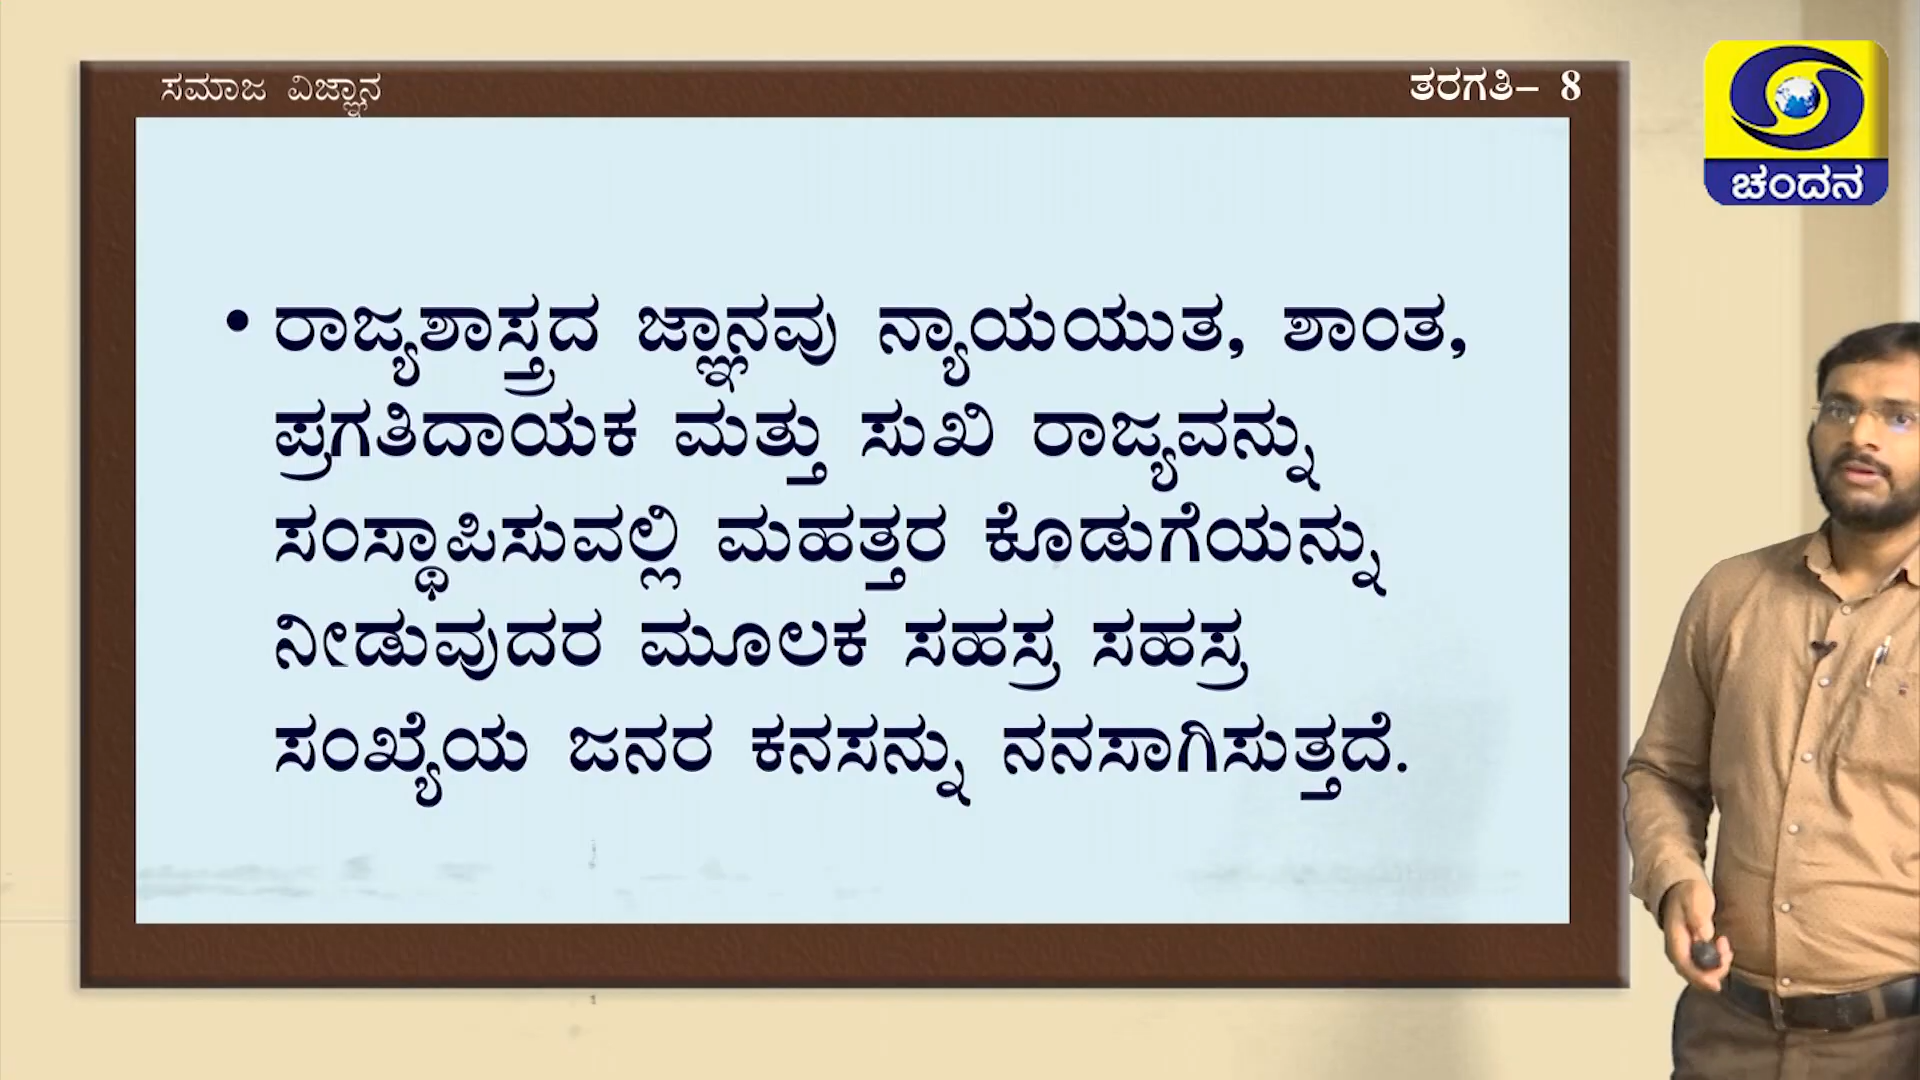 ಸಮಾಜ ವಿಜ್ಞಾನ
ತರಗತಿ– 8
ಚಂದನ
• ರಾಜ್ಯಶಾಸ್ತ್ರದ ಜ್ಞಾನವು ನ್ಯಾಯಯುತ, ಶಾಂತ,
ಪ್ರಗತಿದಾಯಕ ಮತ್ತು ಸುಖಿ ರಾಜ್ಯವನ್ನು
ಸಂಸ್ಥಾಪಿಸುವಲ್ಲಿ ಮಹತ್ತರ ಕೊಡುಗೆಯನ್ನು
ನೀಡುವುದರ ಮೂಲಕ ಸಹಸ್ರ ಸಹಸ್ರ
ಸಂಖ್ಯೆಯ ಜನರ ಕನಸನ್ನು ನನಸಾಗಿಸುತ್ತದೆ.